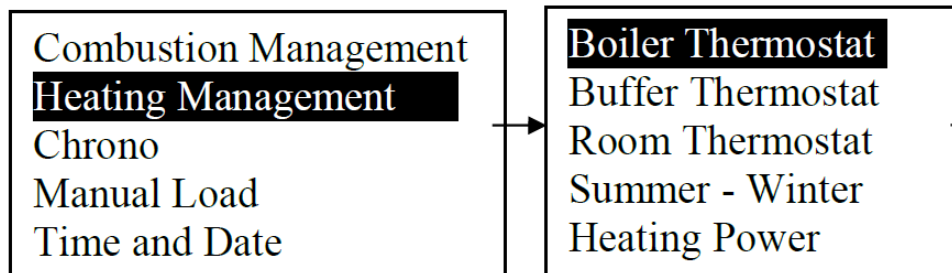 Combustion Management
Heating Management
Chrono
Manual Load
Time and Date
Boiler Thermostat
Buffer Thermostat
Room Thermostat
Summer - Winter
Heating Power